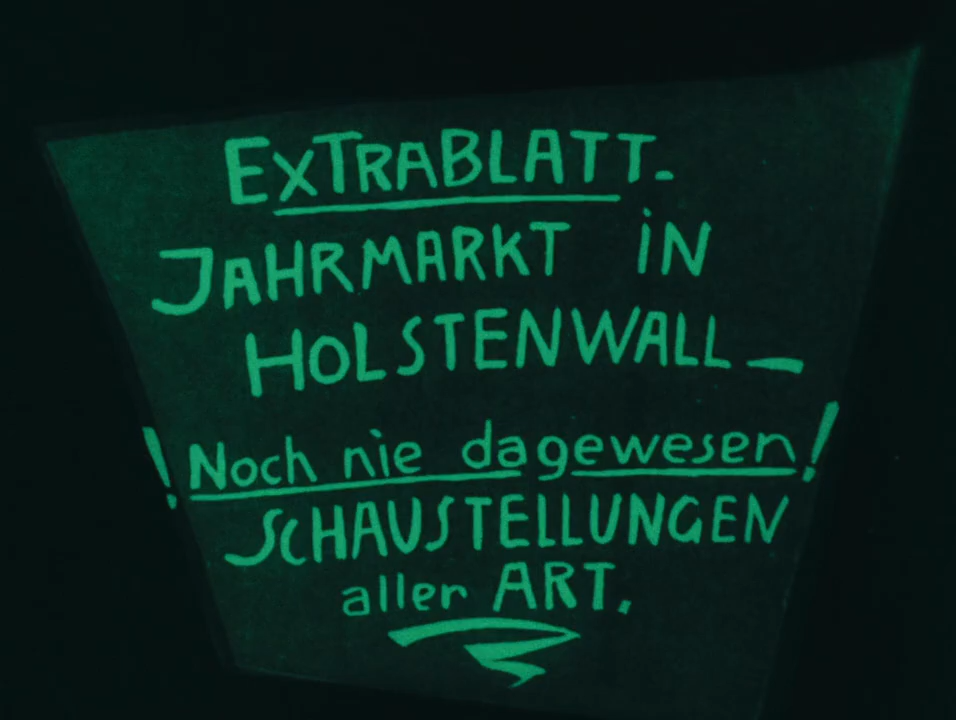 EXTRABLATT.
JAHRMARKT iN
HOLSTENWALL –
! Noch nie dagewesen!
SCHAUSTELLUNGEN
aller ART.